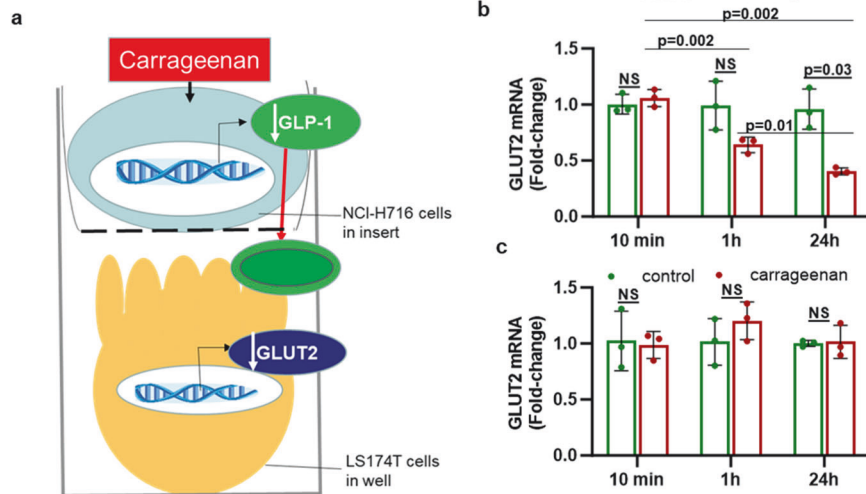 a
Carrageenan
GLP-1
NCI-H716 cells
in insert
GLUT2
LS174T cells
in well
b
p=0.002
p=0.002
NS
NS
p=0.03
p=0.01
GLUT2 mRNA
(Fold-change)
1.5
1.0
0.5
0.0
10 min
1h
24h
c
control
carrageenan
NS
NS
NS
GLUT2 mRNA
(Fold-change)
1.5
1.0
0.5
0.0
10 min
1h
24h